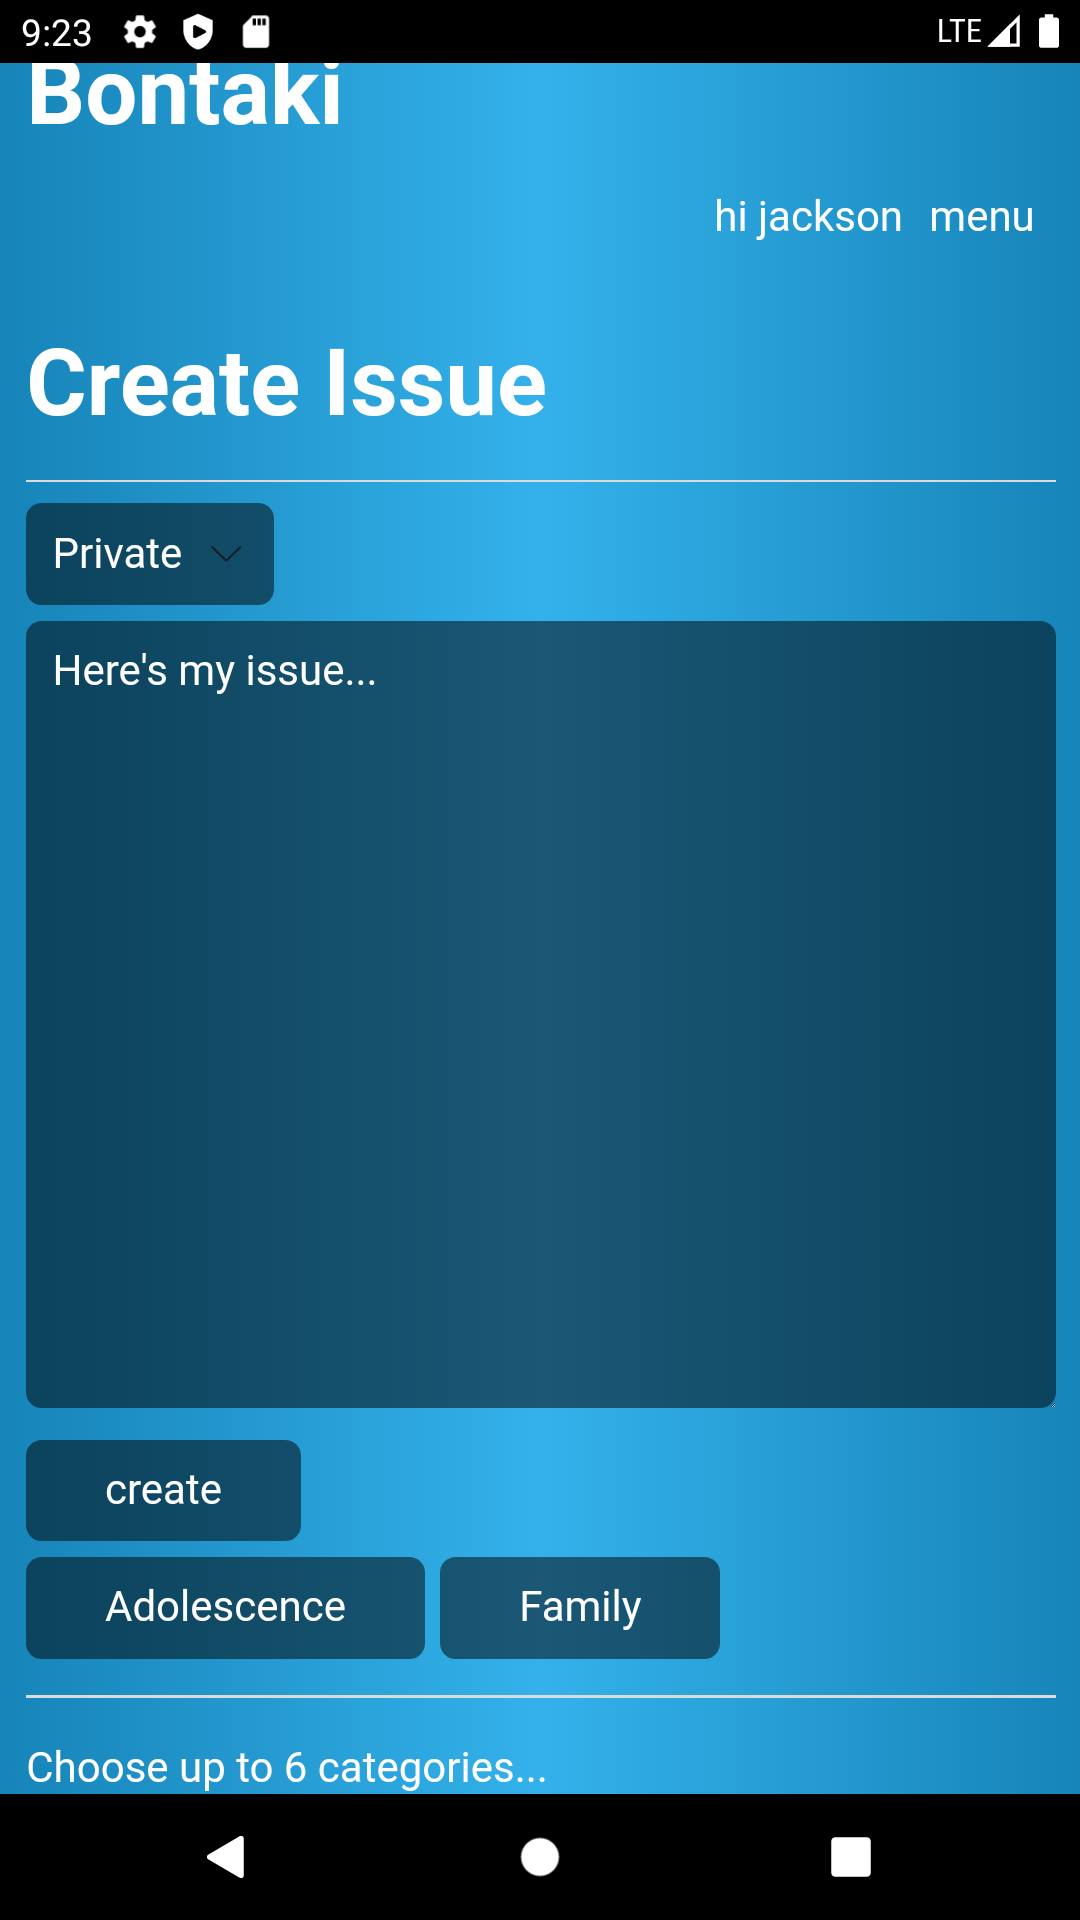 9:23 LTE
Bontaki
hi jackson menu
Create Issue
Private
Here's my issue...
create
Adolescence Family
Choose up to 6 categories...